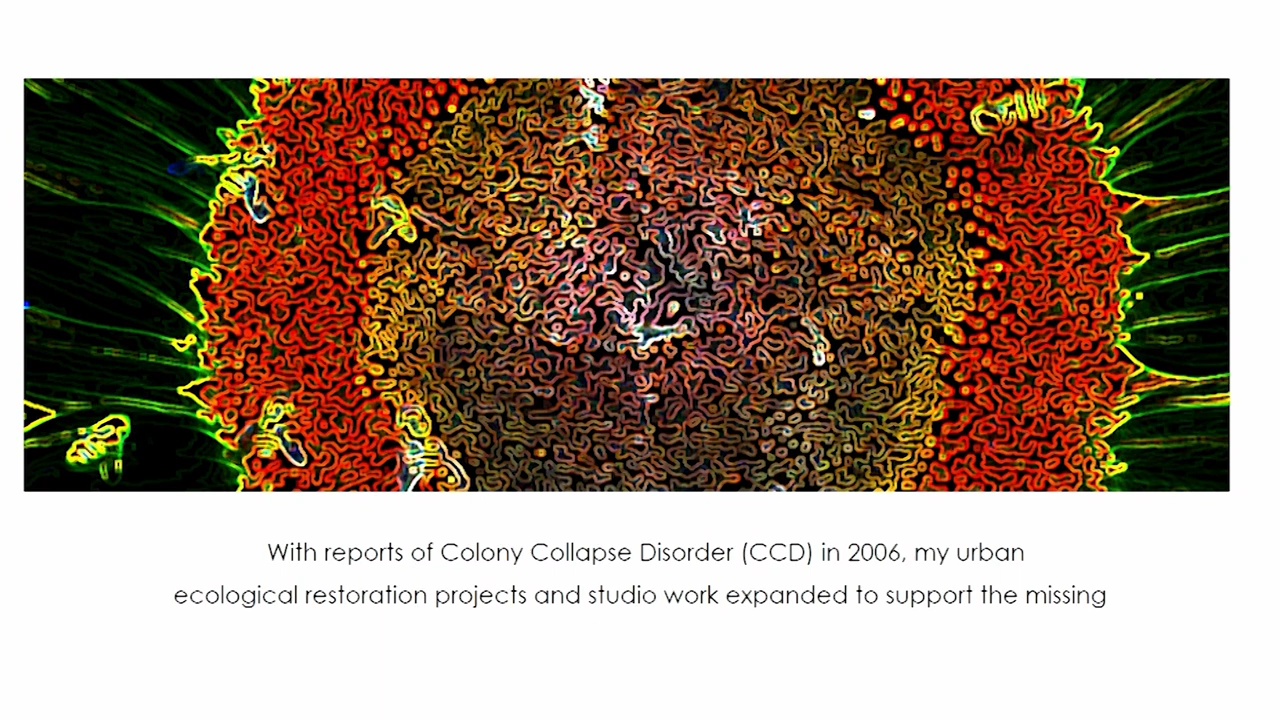 With reports of Colony Collapse Disorder (CCD) in 2006, my urban
ecological restoration projects and studio work expanded to support the missing